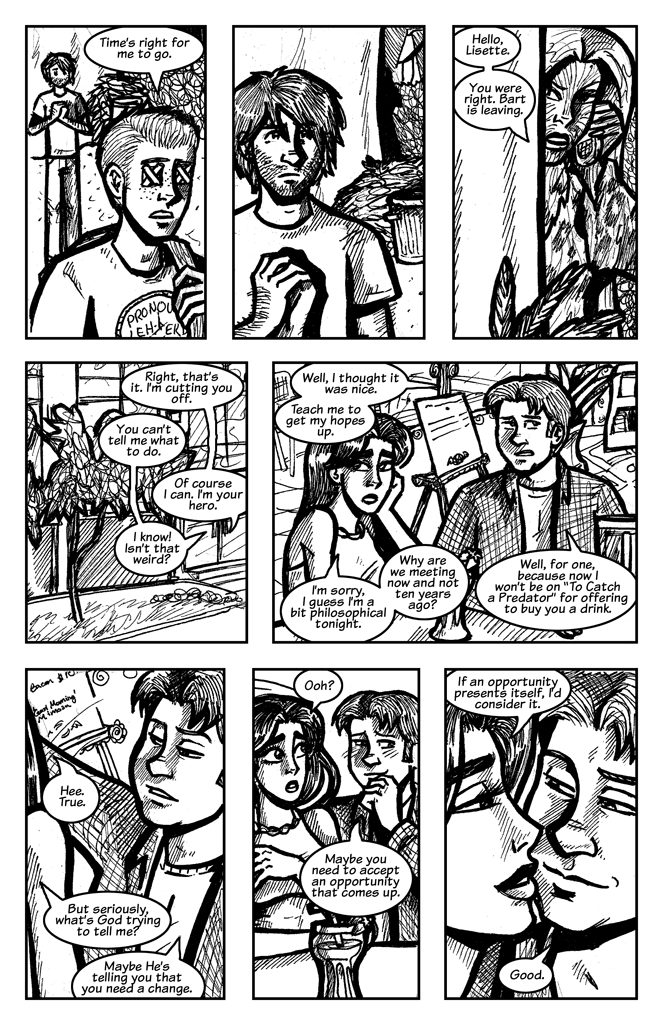 Time's right for
me to go.
PRONOU
EH-EK
Hello,
Lisette.
You were
right. Bart
is leaving.
Right, that's
it. I'm cutting you
off.
You can't
tell me what
to do.
Of course
I can. I'm your
hero.
I know!
Isn't that
weird?
Well, I thought it
was nice.
Teach me to
get my hopes
up.
I'm sorry,
I guess I'm a
bit philosophical
tonight.
Why are
we meeting
now and not
ten years
ago?
Well, for one,
because now I
won't be on "To Catch
a Predator" for offering
to buy you a drink.
Bacon $10
Morning'
Hee.
True.
But seriously,
what's God trying
to tell me?
Maybe He's
telling you that
you need a change.
Ooh?
Maybe you
need to accept
an opportunity
that comes up.
If an opportunity
presents itself, I'd
consider it.
Good.